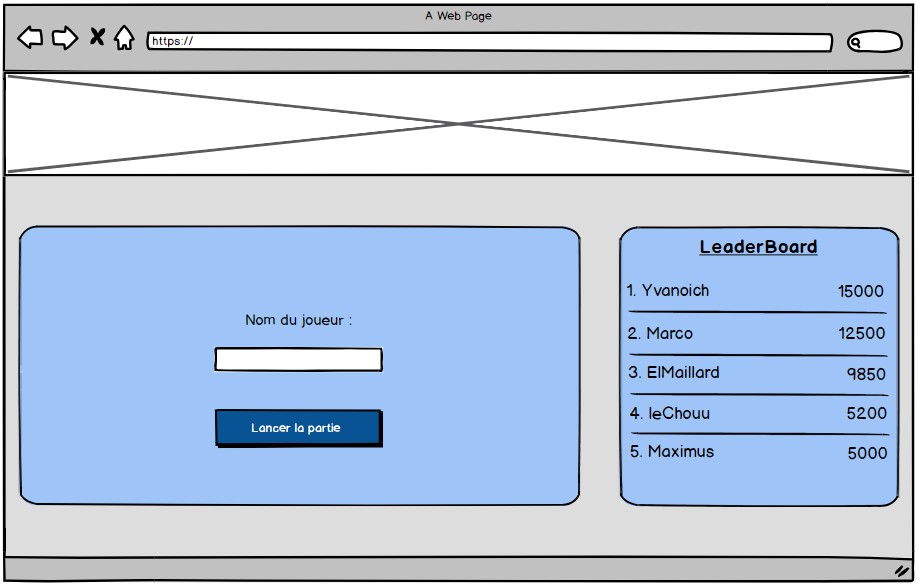 A Web Page
https://
Nom du joueur :
Lancer la partie
LeaderBoard
1. Yvanoich 15000
2. Marco 12500
3. ElMaillard 9850
4. leChouu 5200
5. Maximus 5000